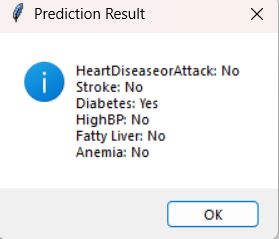 Prediction Result
HeartDiseaseorAttack: No
Stroke: No
Diabetes: Yes
HighBP: No
Fatty Liver: No
Anemia: No
OK